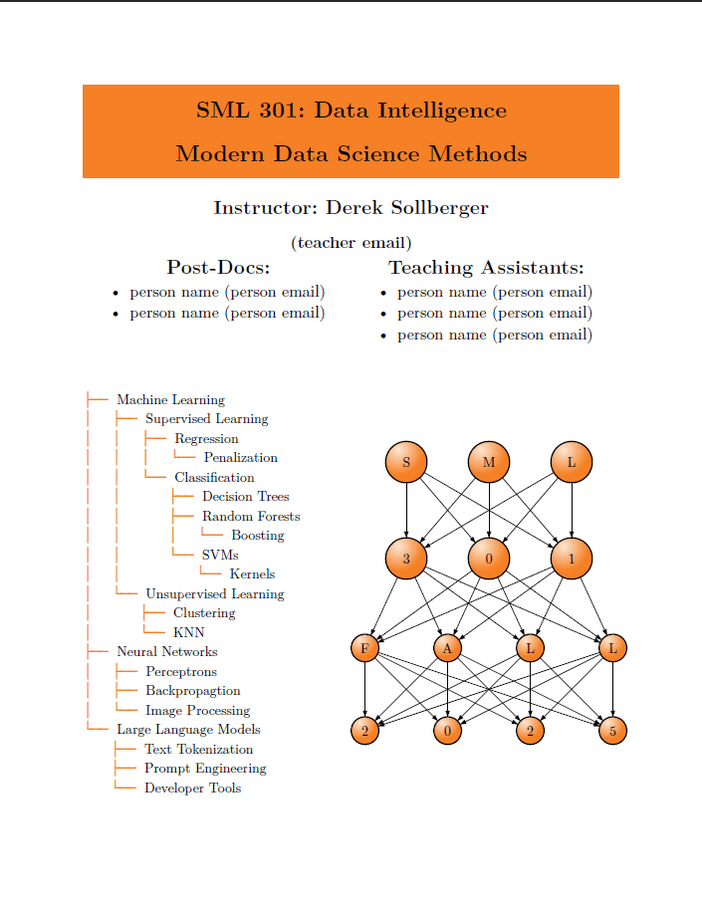 SML 301: Data Intelligence
Modern Data Science Methods
Instructor: Derek Sollberger
(teacher email)
Post-Docs:
• person name (person email)
• person name (person email)
Teaching Assistants:
• person name (person email)
• person name (person email)
• person name (person email)
Machine Learning
Supervised Learning
Regression
Penalization
Classification
Decision Trees
Random Forests
Boosting
SVMs
Kernels
Unsupervised Learning
Clustering
KNN
Neural Networks
Perceptrons
Backpropagtion
Image Processing
Large Language Models
Text Tokenization
Prompt Engineering
Developer Tools
S M L
3 0 1
F A L L
2 0 2 5